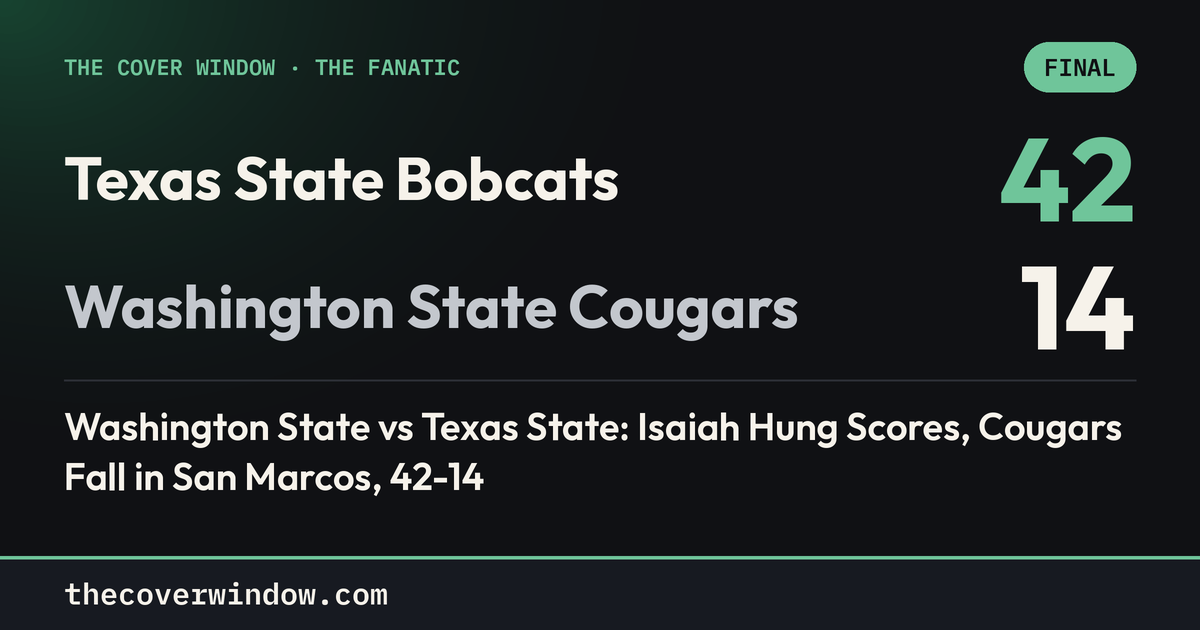 THE COVER WINDOW · THE FANATIC
FINAL
Texas State Bobcats
42
Washington State Cougars
14
Washington State vs Texas State: Isaiah Hung Scores, Cougars
Fall in San Marcos, 42-14
thecoverwindow.com